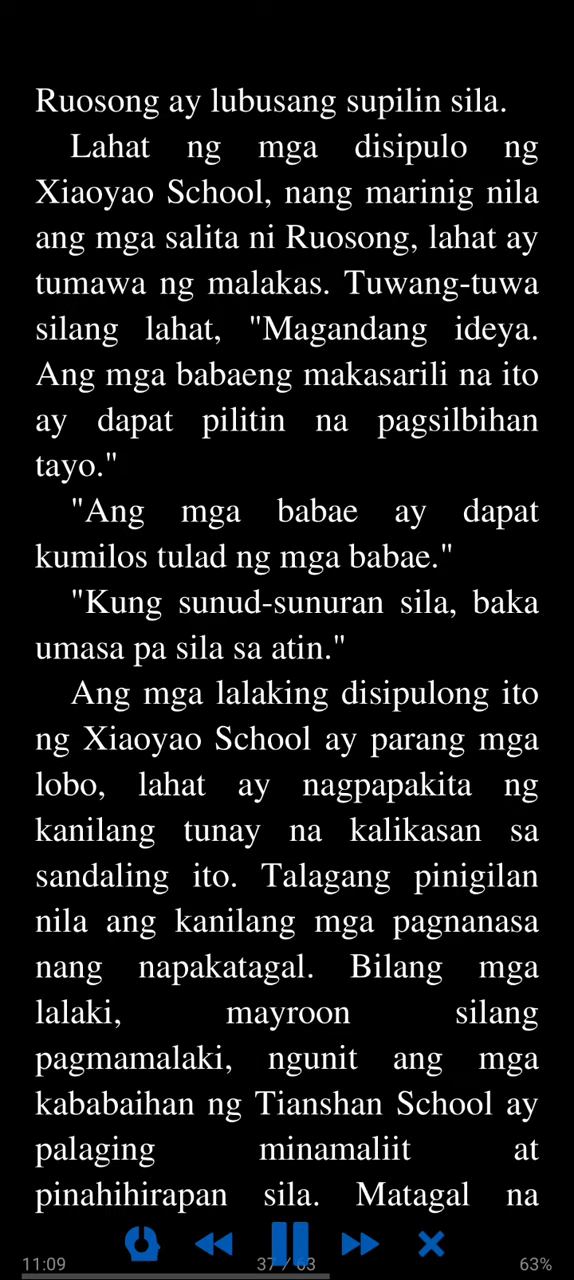 Ruosong ay lubusang supilin sila.
Lahat ng mga disipulo ng
Xiaoyao School, nang marinig nila
ang mga salita ni Ruosong, lahat ay
tumawa ng malakas. Tuwang-tuwa
silang lahat, "Magandang ideya.
Ang mga babaeng makasarili na ito
ay dapat pilitin na pagsilbihan
tayo."
"Ang mga babae ay dapat
kumilos tulad ng mga babae."
"Kung sunud-sunuran sila, baka
umasa pa sila sa atin."
Ang mga lalaking disipulong ito
ng Xiaoyao School ay parang mga
lobo, lahat ay nagpapakita ng
kanilang tunay na kalikasan sa
sandaling ito. Talagang pinigilan
nila ang kanilang mga pagnanasa
nang napakatagal. Bilang mga
lalaki, mayroon silang
pagmamalaki, ngunit ang mga
kababaihan ng Tianshan School ay
palaging minamaliit at
pinahihirapan sila. Matagal na
11:09 37 / 63 63%